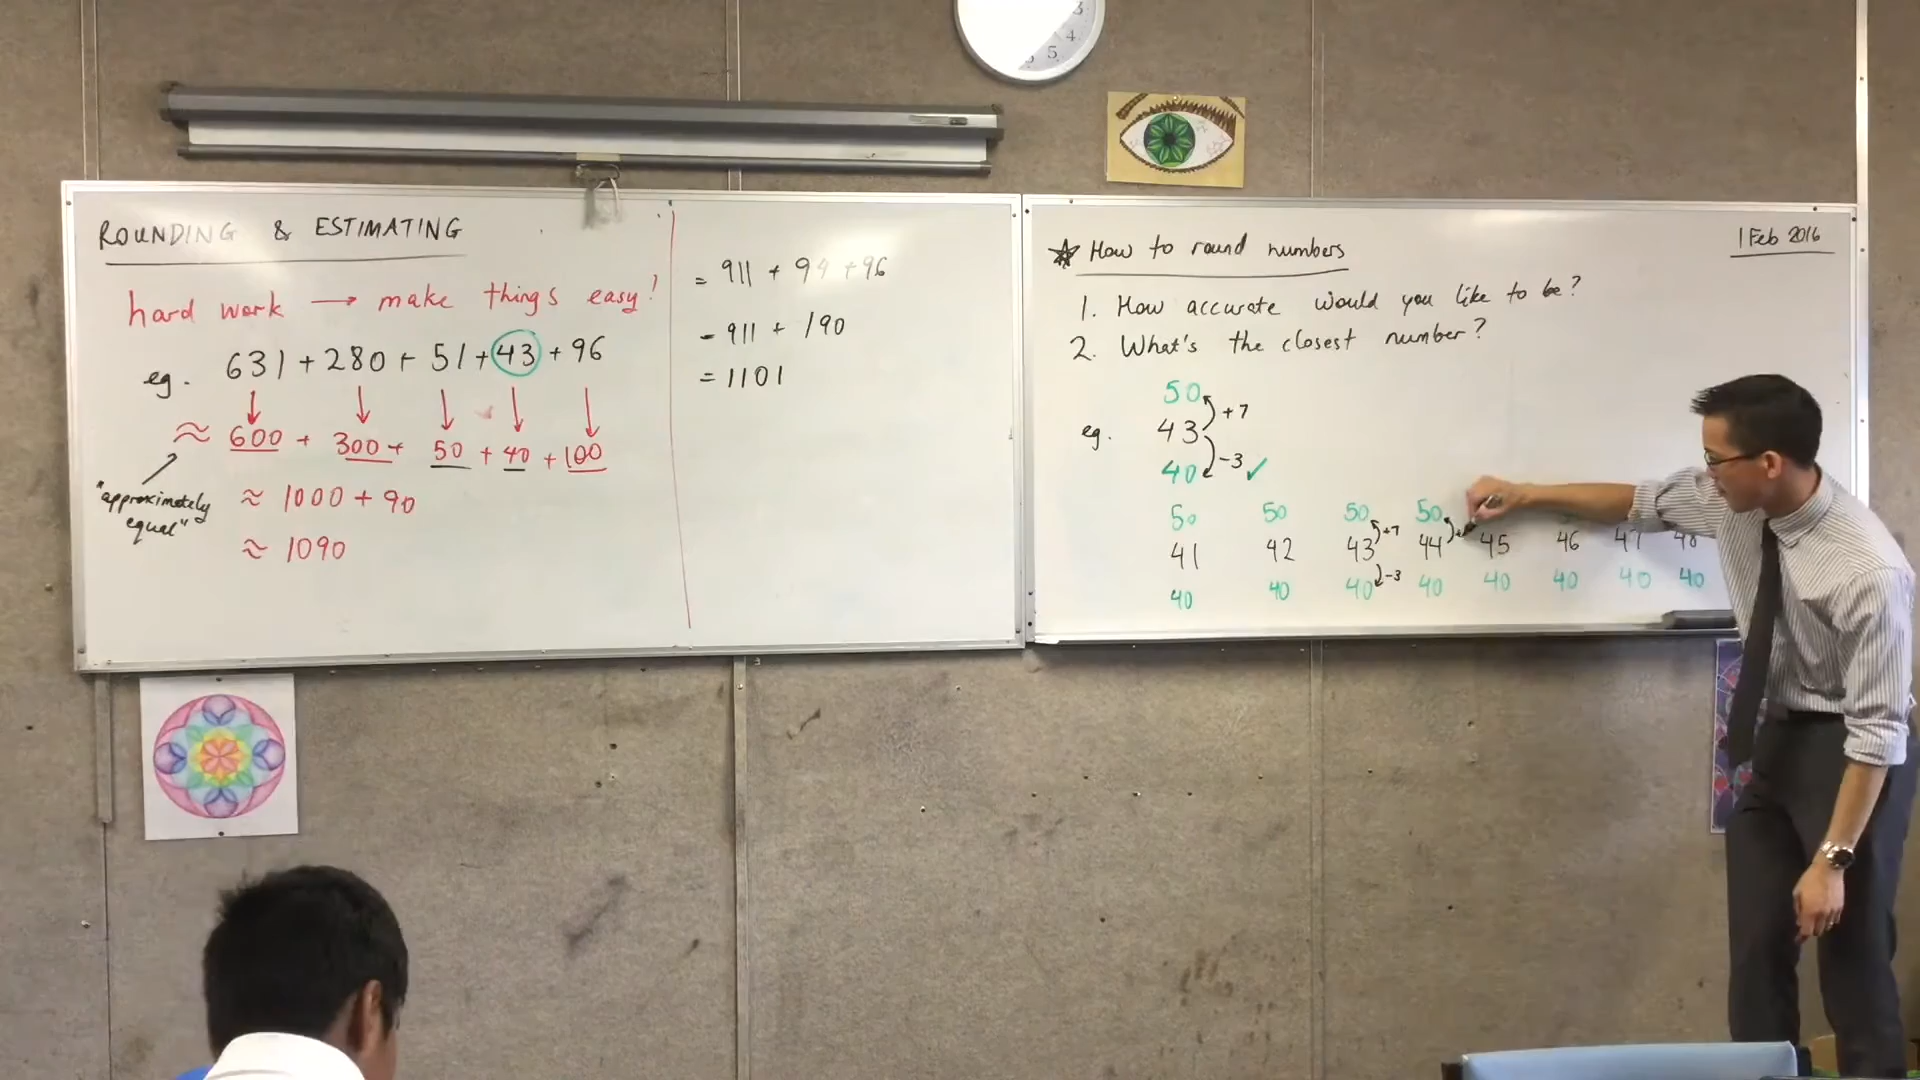 ROUNDING & ESTIMATING
hard work → make things easy!
eg. 631 + 280 + 51 + 43 + 96
≈ 600 + 300 + 50 + 40 + 100
"approximately equal"
≈ 1000 + 90
≈ 1090
= 911 + 94 + 96
= 911 + 190
= 1101
How to round numbers
1 Feb 2016
1. How accurate would you like to be?
2. What's the closest number?
50
+7
eg. 43
-3
40 ✓
50 50 50 50
+7
41 42 43 44 45 46 47 48
-3
40 40 40 40 40 40 40 40
3
4
5